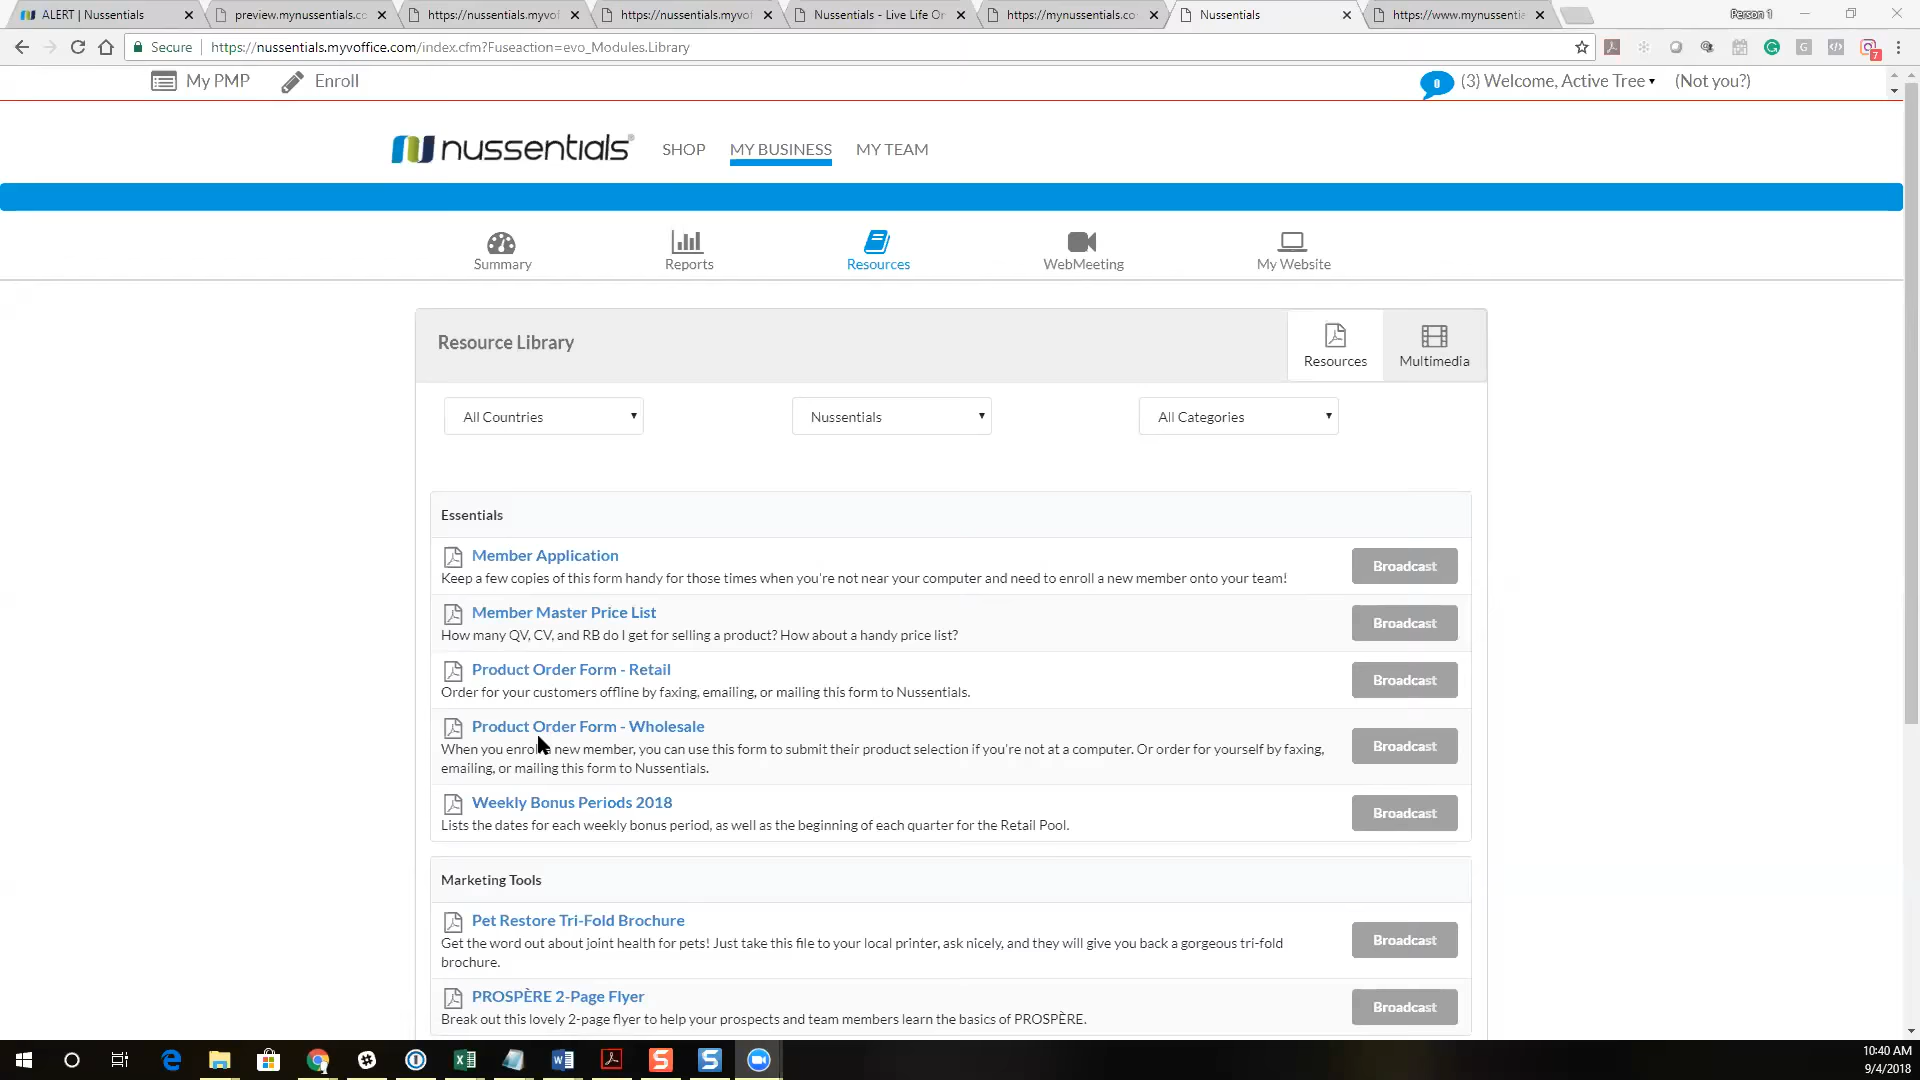 ALERT | Nussentials
preview.mynussentials.co
https://nussentials.myvof
https://nussentials.myvof
Nussentials - Live Life On
https://mynussentials.co
Nussentials
https://www.mynussentia
Person 1
Secure
https://nussentials.myvoffice.com/index.cfm?Fuseaction=evo_Modules.Library
G
7
My PMP
Enroll
0
(3) Welcome, Active Tree
(Not you?)
nussentials®
SHOP
MY BUSINESS
MY TEAM
Summary
Reports
Resources
WebMeeting
My Website
Resource Library
Resources
Multimedia
All Countries
Nussentials
All Categories
Essentials
Member Application
Keep a few copies of this form handy for those times when you're not near your computer and need to enroll a new member onto your team!
Broadcast
Member Master Price List
How many QV, CV, and RB do I get for selling a product? How about a handy price list?
Broadcast
Product Order Form - Retail
Order for your customers offline by faxing, emailing, or mailing this form to Nussentials.
Broadcast
Product Order Form - Wholesale
When you enroll a new member, you can use this form to submit their product selection if you're not at a computer. Or order for yourself by faxing,
emailing, or mailing this form to Nussentials.
Broadcast
Weekly Bonus Periods 2018
Lists the dates for each weekly bonus period, as well as the beginning of each quarter for the Retail Pool.
Broadcast
Marketing Tools
Pet Restore Tri-Fold Brochure
Get the word out about joint health for pets! Just take this file to your local printer, ask nicely, and they will give you back a gorgeous tri-fold
brochure.
Broadcast
PROSPÈRE 2-Page Flyer
Break out this lovely 2-page flyer to help your prospects and team members learn the basics of PROSPÈRE.
Broadcast
10:40 AM
9/4/2018